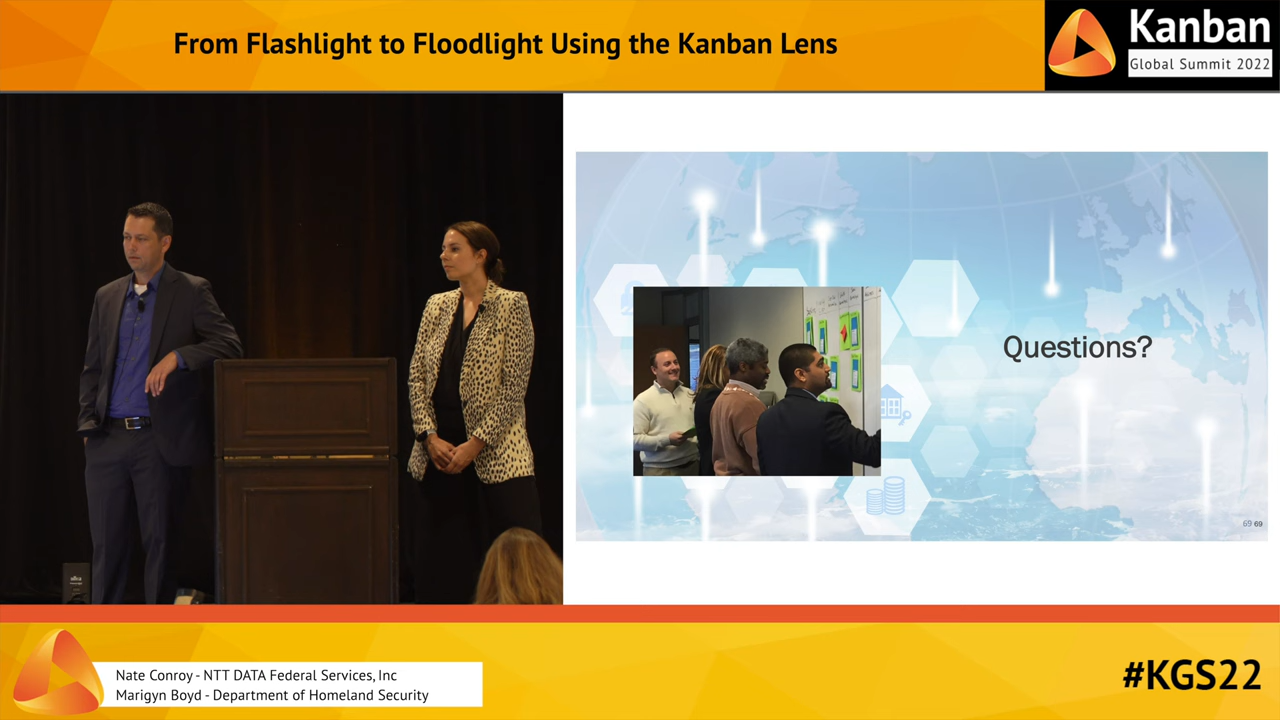 From Flashlight to Floodlight Using the Kanban Lens
Kanban
Global Summit 2022
Questions?
69 69
Nate Conroy - NTT DATA Federal Services, Inc
Marigyn Boyd - Department of Homeland Security
#KGS22